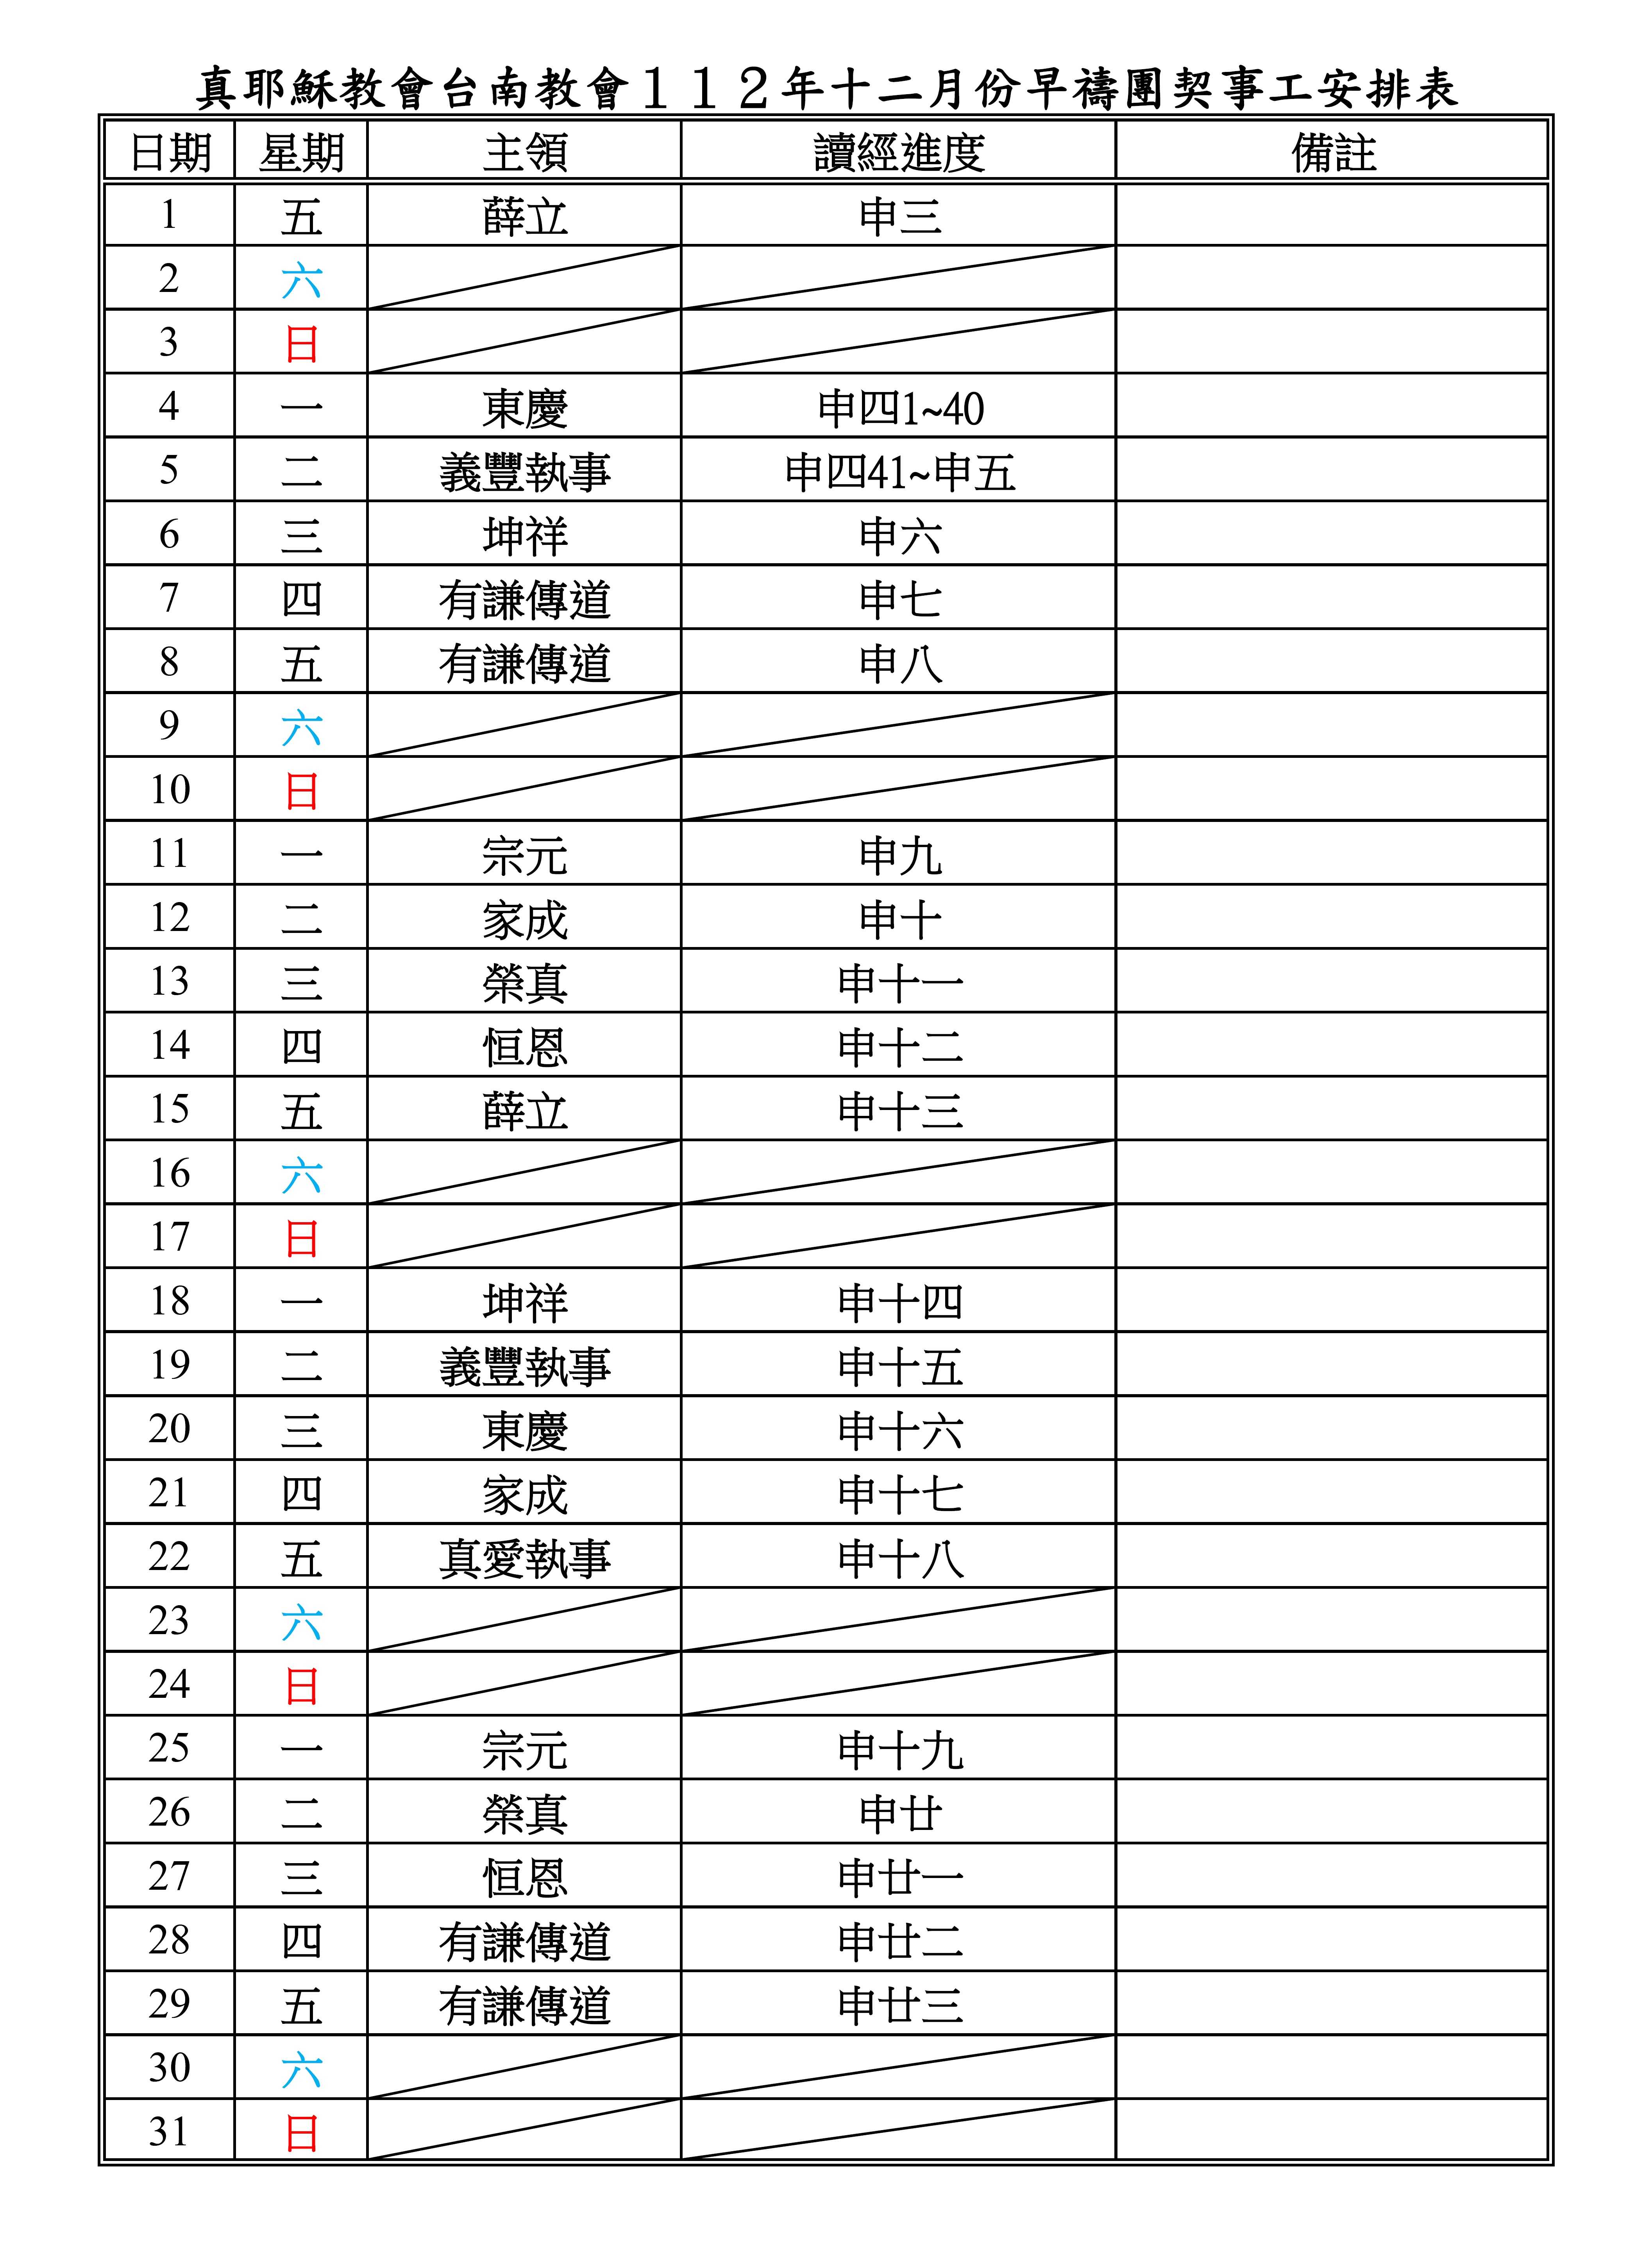 真耶穌教會台南教會１１２年十二月份早禱團契事工安排表
日期 星期 主領 讀經進度 備註
1 五 薛立 申三
2 六
3 日
4 一 東慶 申四1~40
5 二 義豐執事 申四41~申五
6 三 坤祥 申六
7 四 有謙傳道 申七
8 五 有謙傳道 申八
9 六
10 日
11 一 宗元 申九
12 二 家成 申十
13 三 榮真 申十一
14 四 恒恩 申十二
15 五 薛立 申十三
16 六
17 日
18 一 坤祥 申十四
19 二 義豐執事 申十五
20 三 東慶 申十六
21 四 家成 申十七
22 五 真愛執事 申十八
23 六
24 日
25 一 宗元 申十九
26 二 榮真 申廿
27 三 恒恩 申廿一
28 四 有謙傳道 申廿二
29 五 有謙傳道 申廿三
30 六
31 日